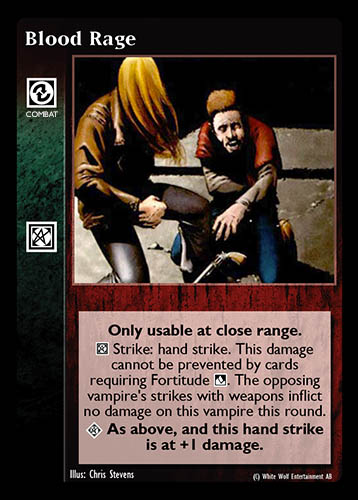 Blood Rage
COMBAT
Only usable at close range.
Strike: hand strike. This damage
cannot be prevented by cards
requiring Fortitude . The opposing
vampire's strikes with weapons inflict
no damage on this vampire this round.
As above, and this hand strike
is at +1 damage.
Illus: Chris Stevens
(C) White Wolf Entertainment AB